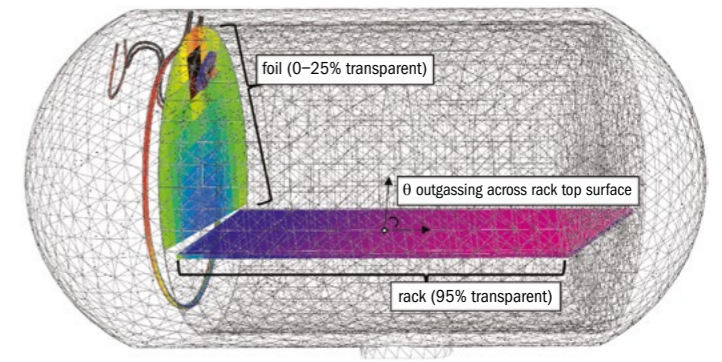 foil (0–25% transparent)
θ outgassing across rack top surface
rack (95% transparent)